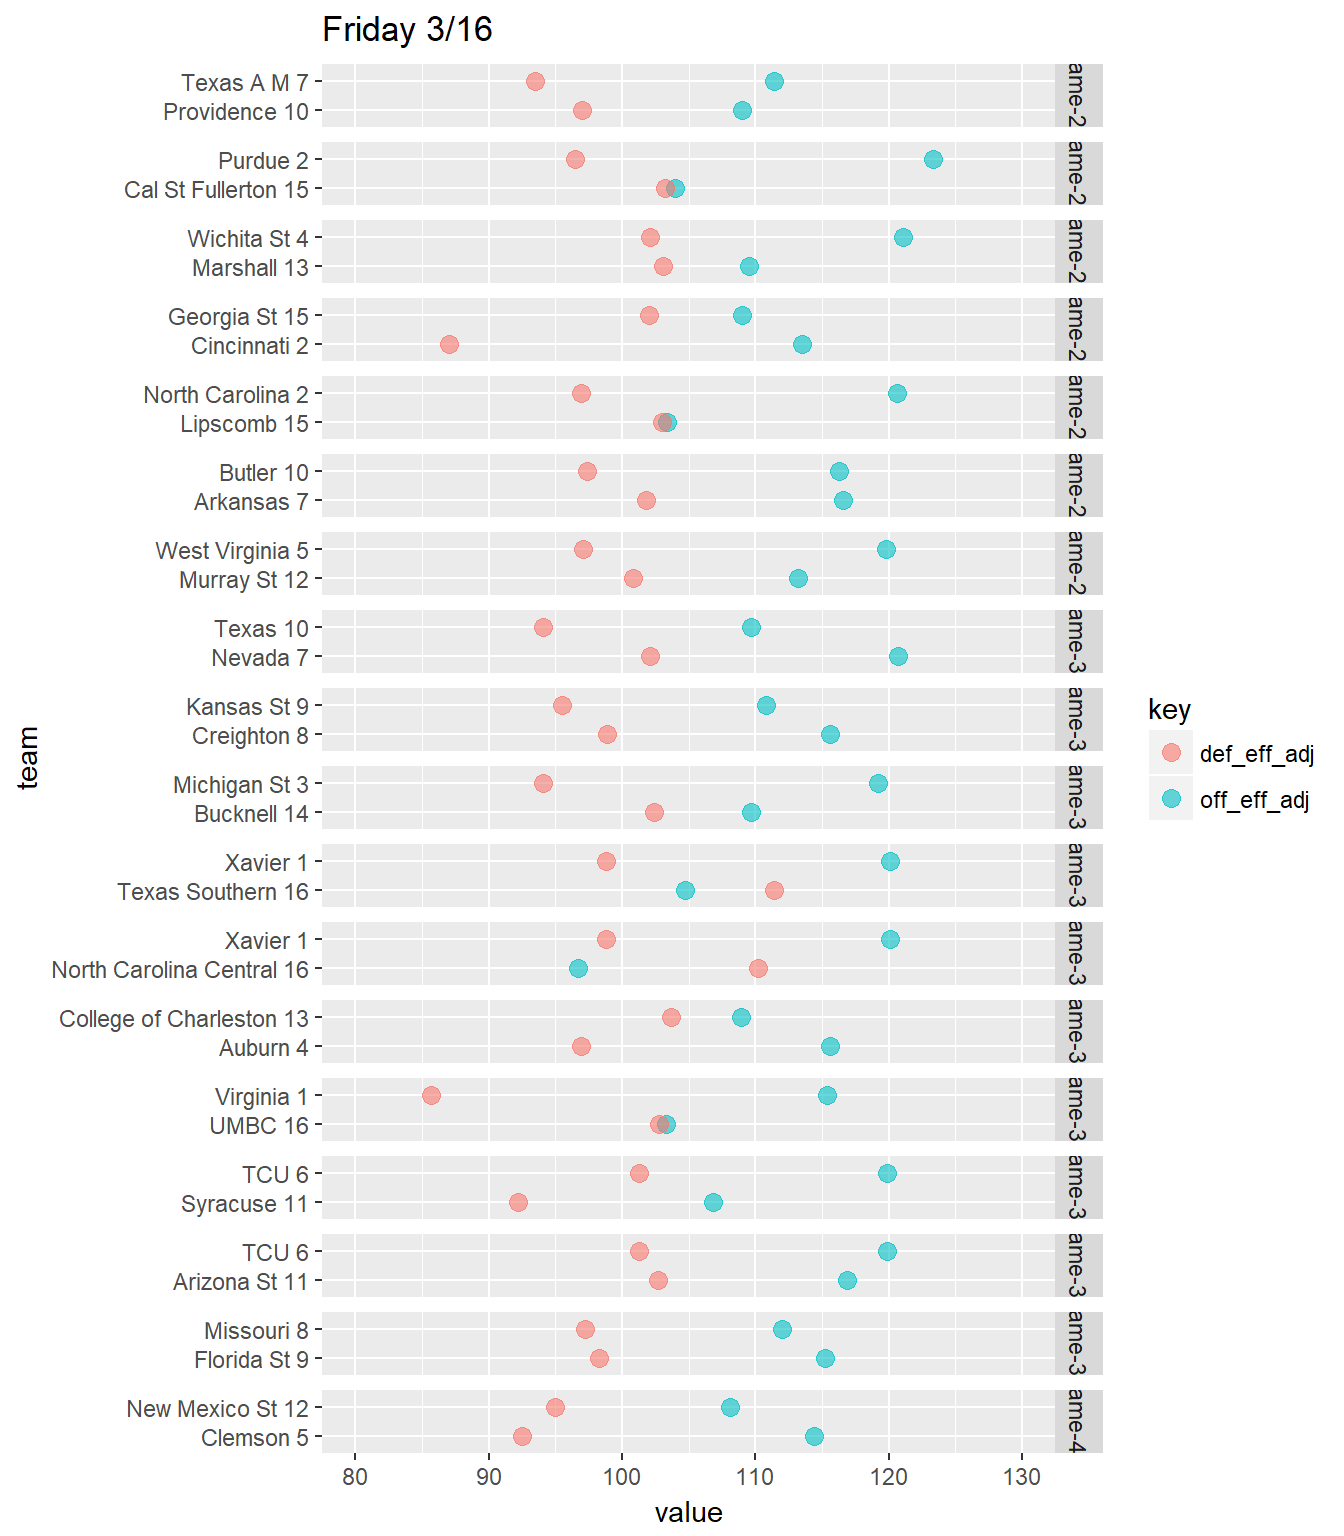 Friday 3/16
Texas A M 7
Providence 10
ame-2
Purdue 2
Cal St Fullerton 15
ame-2
Wichita St 4
Marshall 13
ame-2
Georgia St 15
Cincinnati 2
ame-2
North Carolina 2
Lipscomb 15
ame-2
Butler 10
Arkansas 7
ame-2
West Virginia 5
Murray St 12
ame-2
Texas 10
Nevada 7
ame-3
Kansas St 9
Creighton 8
ame-3
Michigan St 3
Bucknell 14
ame-3
Xavier 1
Texas Southern 16
ame-3
Xavier 1
North Carolina Central 16
ame-3
College of Charleston 13
Auburn 4
ame-3
Virginia 1
UMBC 16
ame-3
TCU 6
Syracuse 11
ame-3
TCU 6
Arizona St 11
ame-3
Missouri 8
Florida St 9
ame-3
New Mexico St 12
Clemson 5
ame-4
80 90 100 110 120 130
value
team
key
def_eff_adj
off_eff_adj